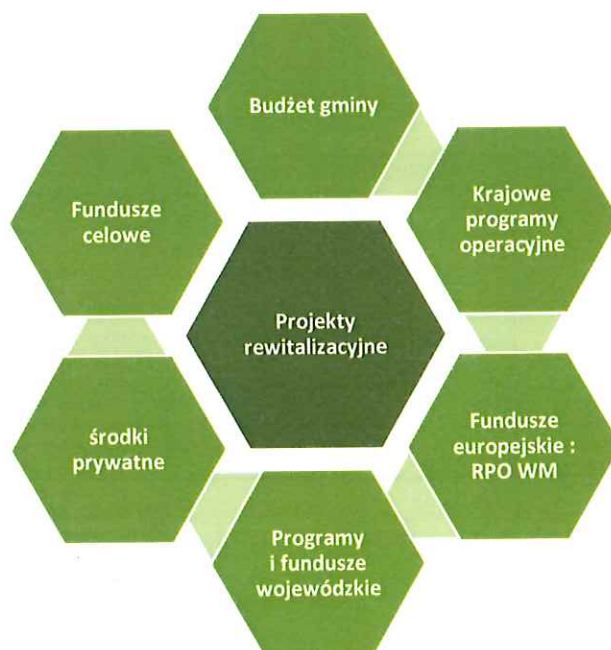 Budżet gminy
Krajowe
programy
operacyjne
Fundusze
europejskie :
RPO WM
Programy
i fundusze
wojewódzkie
środki
prywatne
Fundusze
celowe
Projekty
rewitalizacyjne